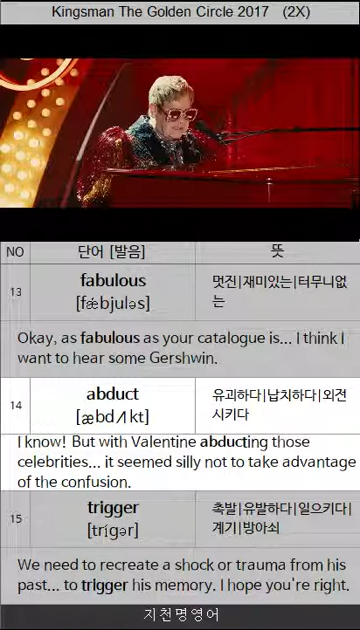 Kingsman The Golden Circle 2017 (2X)
NO 단어 [발음] 뜻
13 fabulous 멋진|재미있는|터무니없
[fǽbjuləs] 는
Okay, as fabulous as your catalogue is... I think I
want to hear some Gershwin.
14 abduct 유괴하다|납치하다|외전
[æbdʌkt] 시키다
I know! But with Valentine abducting those
celebrities... it seemed silly not to take advantage
of the confusion.
15 trigger 촉발|유발하다|일으키다|
[trígər] 계기|방아쇠
We need to recreate a shock or trauma from his
past... to trigger his memory. I hope you're right.
지천명영어